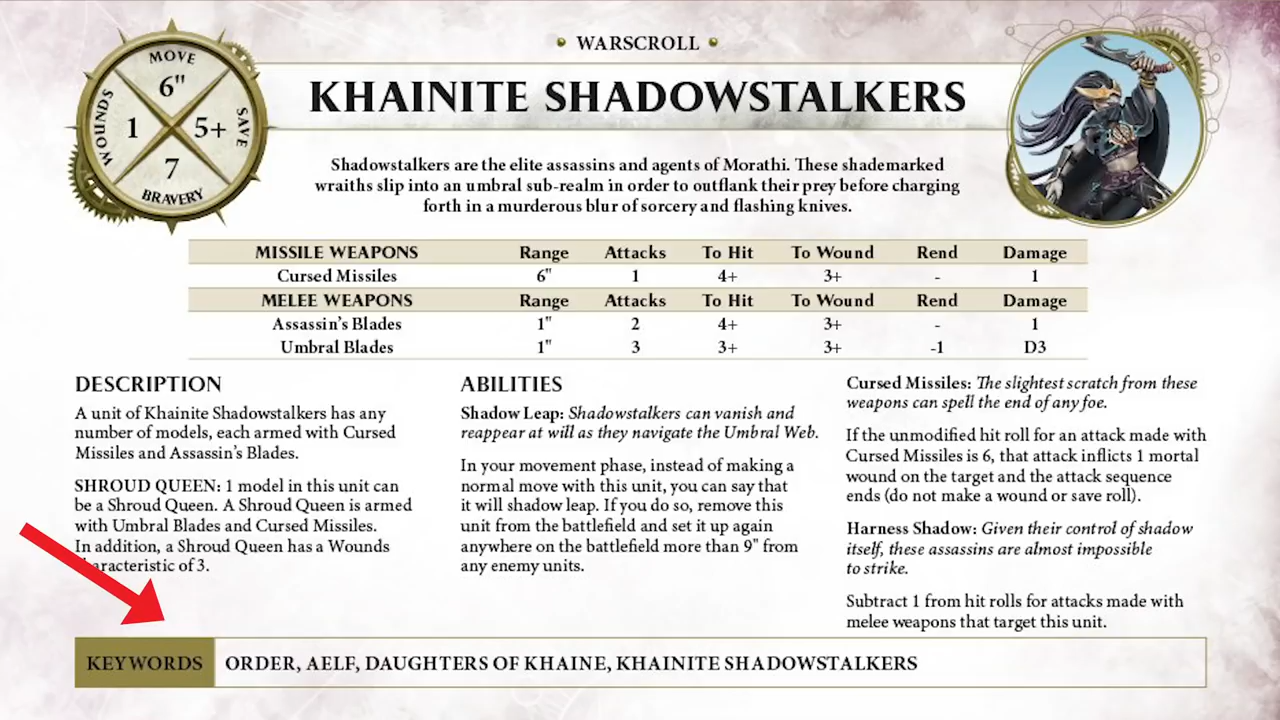 WARSCROLL
KHAINITE SHADOWSTALKERS
MOVE
6"
WOUNDS
1
5+
SAVE
7
BRAVERY
Shadowstalkers are the elite assassins and agents of Morathi. These shademarked
wraiths slip into an umbral sub-realm in order to outflank their prey before charging
forth in a murderous blur of sorcery and flashing knives.
MISSILE WEAPONS Range Attacks To Hit To Wound Rend Damage
Cursed Missiles 6" 1 4+ 3+ - 1
MELEE WEAPONS Range Attacks To Hit To Wound Rend Damage
Assassin's Blades 1" 2 4+ 3+ - 1
Umbral Blades 1" 3 3+ 3+ -1 D3
DESCRIPTION
A unit of Khainite Shadowstalkers has any
number of models, each armed with Cursed
Missiles and Assassin's Blades.
SHROUD QUEEN: 1 model in this unit can
be a Shroud Queen. A Shroud Queen is armed
with Umbral Blades and Cursed Missiles.
In addition, a Shroud Queen has a Wounds
aracteristic of 3.
ABILITIES
Shadow Leap: Shadowstalkers can vanish and
reappear at will as they navigate the Umbral Web.
In your movement phase, instead of making a
normal move with this unit, you can say that
it will shadow leap. If you do so, remove this
unit from the battlefield and set it up again
anywhere on the battlefield more than 9" from
any enemy units.
Cursed Missiles: The slightest scratch from these
weapons can spell the end of any foe.
If the unmodified hit roll for an attack made with
Cursed Missiles is 6, that attack inflicts 1 mortal
wound on the target and the attack sequence
ends (do not make a wound or save roll).
Harness Shadow: Given their control of shadow
itself, these assassins are almost impossible
to strike.
Subtract 1 from hit rolls for attacks made with
melee weapons that target this unit.
KEYWORDS ORDER, AELF, DAUGHTERS OF KHAINE, KHAINITE SHADOWSTALKERS